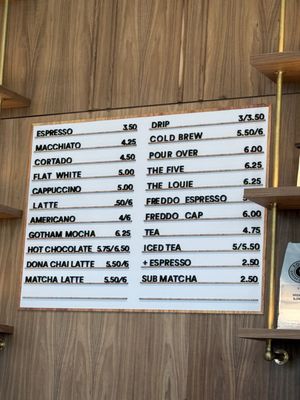 ESPRESSO 3.50
MACCHIATO 4.25
CORTADO 4.50
FLAT WHITE 5.00
CAPPUCCINO 5.00
LATTE .50/6
AMERICANO 4/6
GOTHAM MOCHA 6.25
HOT CHOCOLATE 5.75/6.50
DONA CHAI LATTE 5.50/6
MATCHA LATTE 5.50/6
DRIP 3/3.50
COLD BREW 5.50/6
POUR OVER 6.00
THE FIVE 6.25
THE LOUIE 6.25
FREDDO ESPRESSO
FREDDO CAP 6.00
TEA 4.75
ICED TEA 5/5.50
+ ESPRESSO 2.50
SUB MATCHA 2.50